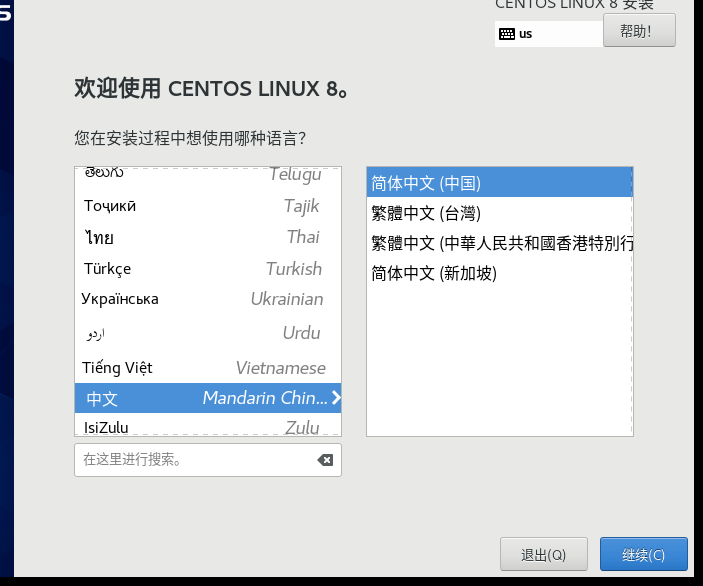 S
CENTOS LINUX 8 安装
us
帮助！
欢迎使用 CENTOS LINUX 8。
您在安装过程中想使用哪种语言？
తెలుగు Telugu
Тоҷикӣ Tajik
ไทย Thai
Türkçe Turkish
Українська Ukrainian
اردو Urdu
Tiếng Việt Vietnamese
中文 Mandarin Chin...
IsiZulu Zulu
简体中文 (中国)
繁體中文 (台灣)
繁體中文 (中華人民共和國香港特別行
简体中文 (新加坡)
在这里进行搜索。
退出(Q)
继续(C)